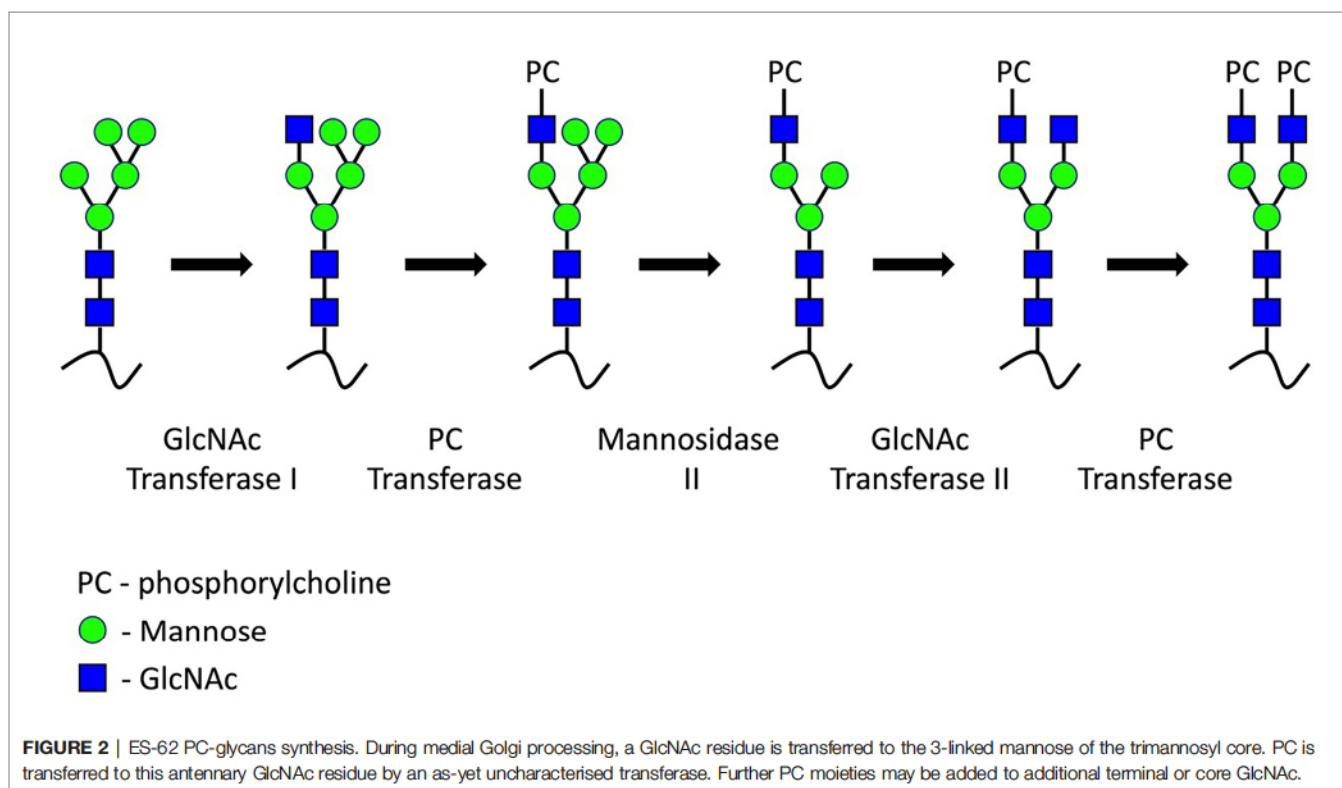 PC
PC
PC
PC PC
GlcNAc
Transferase I
PC
Transferase
Mannosidase
II
GlcNAc
Transferase II
PC
Transferase
PC - phosphorylcholine
- Mannose
- GlcNAc
FIGURE 2 | ES-62 PC-glycans synthesis. During medial Golgi processing, a GlcNAc residue is transferred to the 3-linked mannose of the trimannosyl core. PC is
transferred to this antennary GlcNAc residue by an as-yet uncharacterised transferase. Further PC moieties may be added to additional terminal or core GlcNAc.